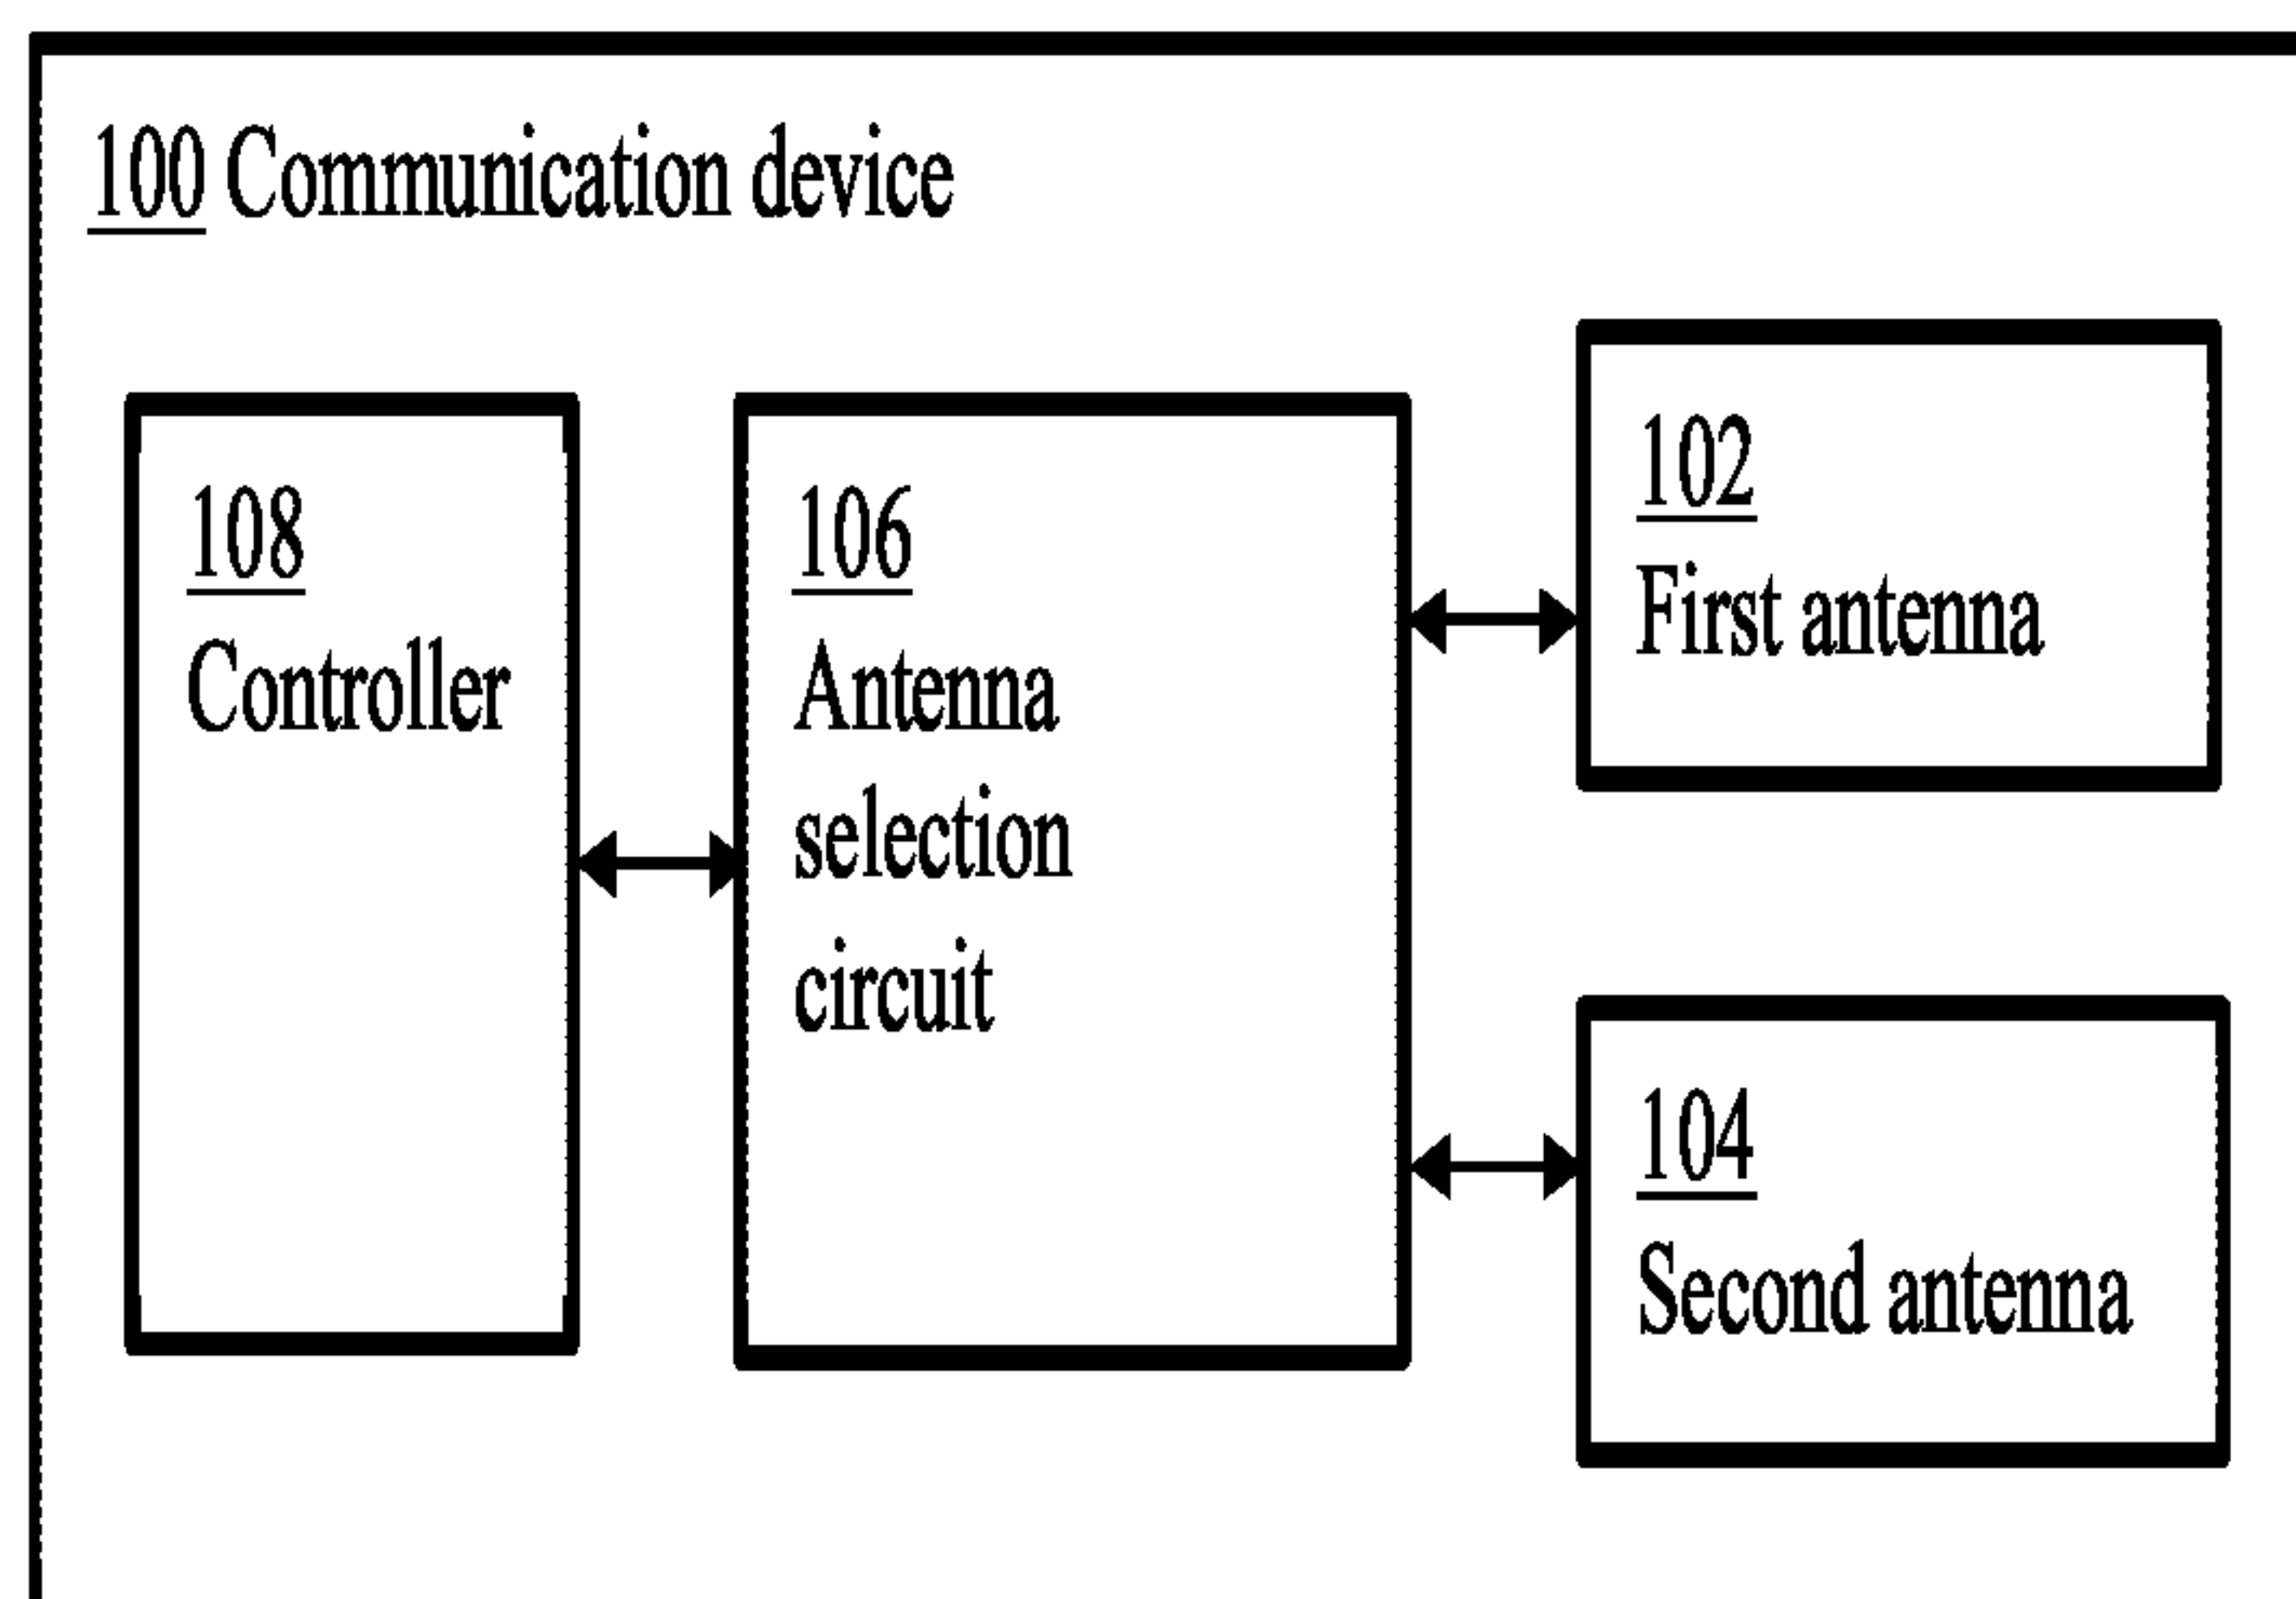 100 Communication device
108
Controller
106
Antenna
selection
circuit
102
First antenna
104
Second antenna